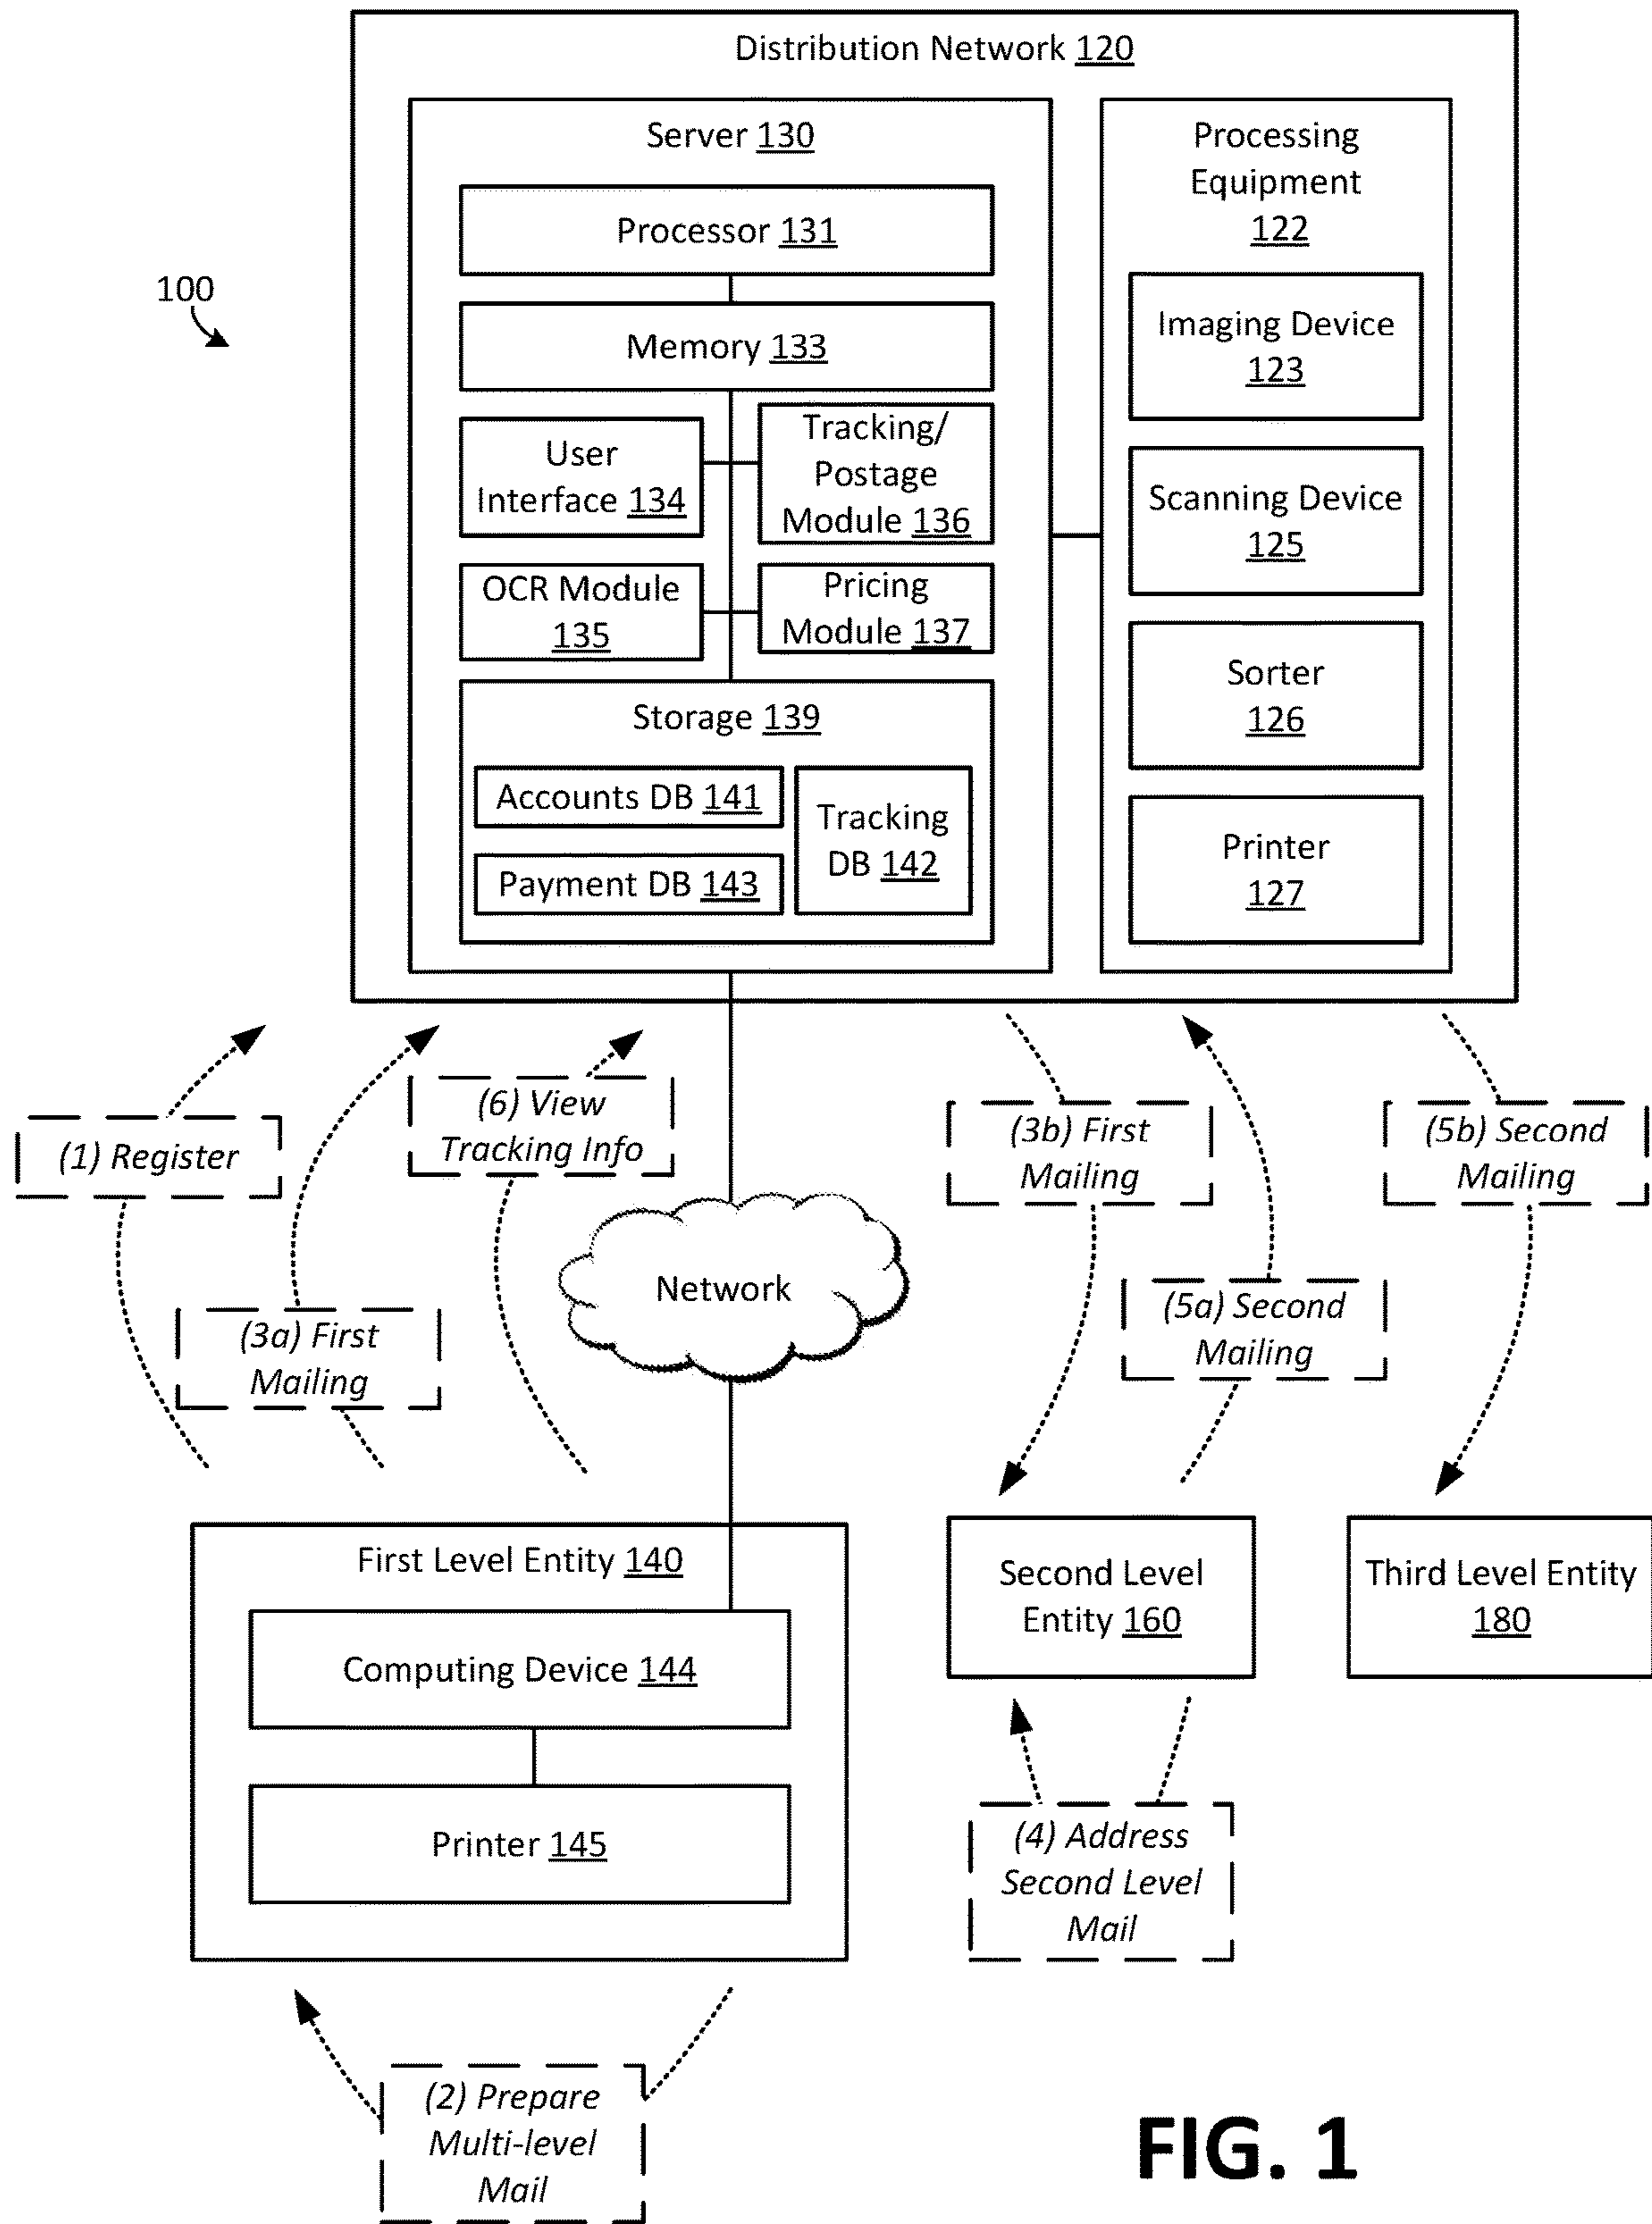 Distribution Network 120
Server 130
Processor 131
Memory 133
User
Interface 134
Tracking/
Postage
Module 136
OCR Module
135
Pricing
Module 137
Storage 139
Accounts DB 141
Payment DB 143
Tracking
DB 142
Processing
Equipment
122
Imaging Device
123
Scanning Device
125
Sorter
126
Printer
127
100
(1) Register
(3a) First
Mailing
(6) View
Tracking Info
Network
(3b) First
Mailing
(5a) Second
Mailing
(5b) Second
Mailing
First Level Entity 140
Computing Device 144
Printer 145
Second Level
Entity 160
Third Level Entity
180
(4) Address
Second Level
Mail
(2) Prepare
Multi-level
Mail
FIG. 1